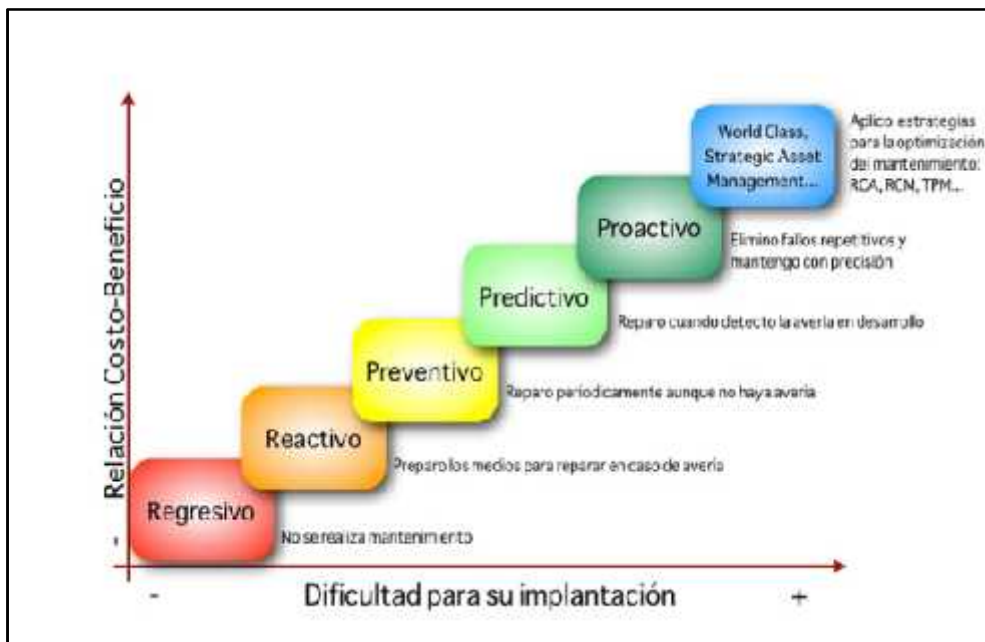 Relación Costo-Beneficio
World Class,
Strategic Asset
Management...
Aplico estrategias
para la optimización
del mantenimiento:
RCA, RCN, TPM...
Proactivo
Elimino fallos repetitivos y
mantengo con precisión
Predictivo
Reparo cuando detecto la avería en desarrollo
Preventivo
Reparo periodicamente aunque no haya avería
Reactivo
Preparo los medios para reparar en caso de avería
Regresivo
No se realiza mantenimiento
-
- Dificultad para su implantación +